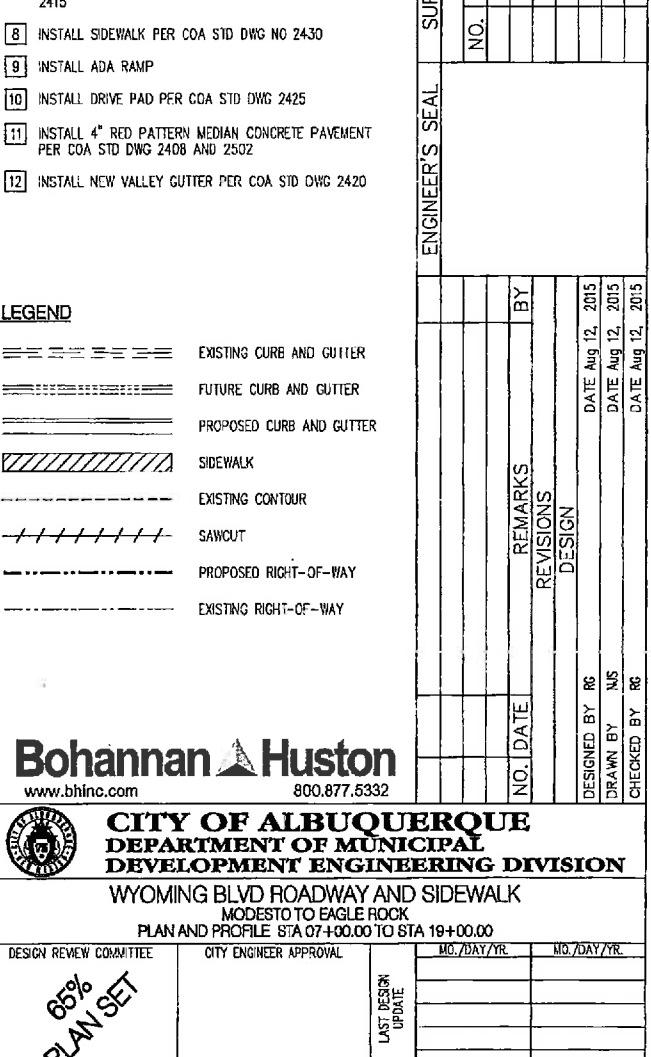 2415
8 INSTALL SIDEWALK PER COA STD DWG NO 2430
9 INSTALL ADA RAMP
10 INSTALL DRIVE PAD PER COA STD DWG 2425
11 INSTALL 4" RED PATTERN MEDIAN CONCRETE PAVEMENT
PER COA STD DWG 2408 AND 2502
12 INSTALL NEW VALLEY GUTTER PER COA STD DWG 2420
LEGEND
EXISTING CURB AND GUTTER
FUTURE CURB AND GUTTER
PROPOSED CURB AND GUTTER
SIDEWALK
EXISTING CONTOUR
SAWCUT
PROPOSED RIGHT-OF-WAY
EXISTING RIGHT-OF-WAY
SUR
NO.
ENGINEER'S SEAL
NO. DATE REMARKS BY
REVISIONS
DESIGN
DESIGNED BY RG DATE Aug 12, 2015
DRAWN BY NJS DATE Aug 12, 2015
CHECKED BY RG DATE Aug 12, 2015
Bohannan Huston
www.bhinc.com 800.877.5332
CITY OF ALBUQUERQUE
DEPARTMENT OF MUNICIPAL
DEVELOPMENT ENGINEERING DIVISION
WYOMING BLVD ROADWAY AND SIDEWALK
MODESTO TO EAGLE ROCK
PLAN AND PROFILE STA 07+00.00 TO STA 19+00.00
DESIGN REVIEW COMMITTEE CITY ENGINEER APPROVAL MO./DAY/YR. MO./DAY/YR.
65%
PLAN SET
LAST DESIGN
UPDATE